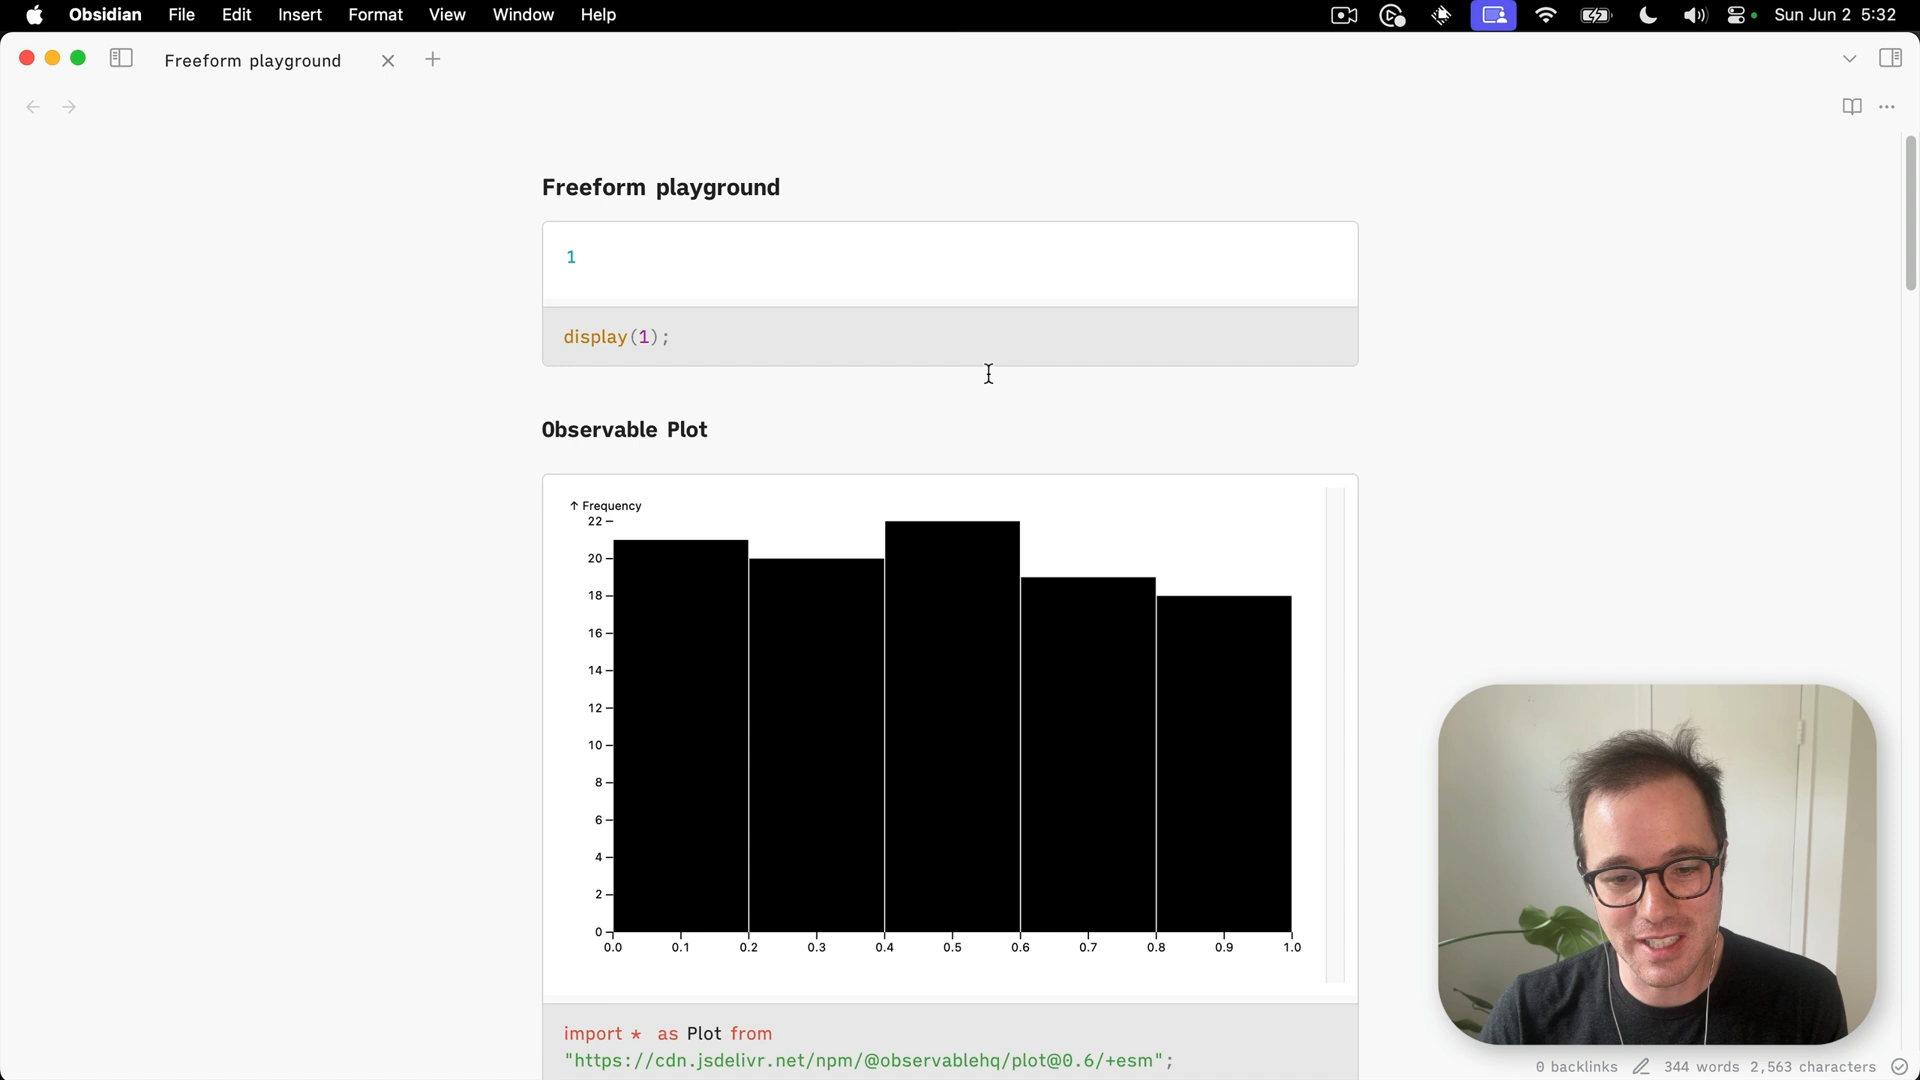 Obsidian File Edit Insert Format View Window Help Sun Jun 2 5:32
Freeform playground
Freeform playground
1
display(1);
Observable Plot
↑ Frequency
22
20
18
16
14
12
10
8
6
4
2
0
0.0 0.1 0.2 0.3 0.4 0.5 0.6 0.7 0.8 0.9 1.0
import * as Plot from
"https://cdn.jsdelivr.net/npm/@observablehq/plot@0.6/+esm";
0 backlinks 344 words 2,563 characters